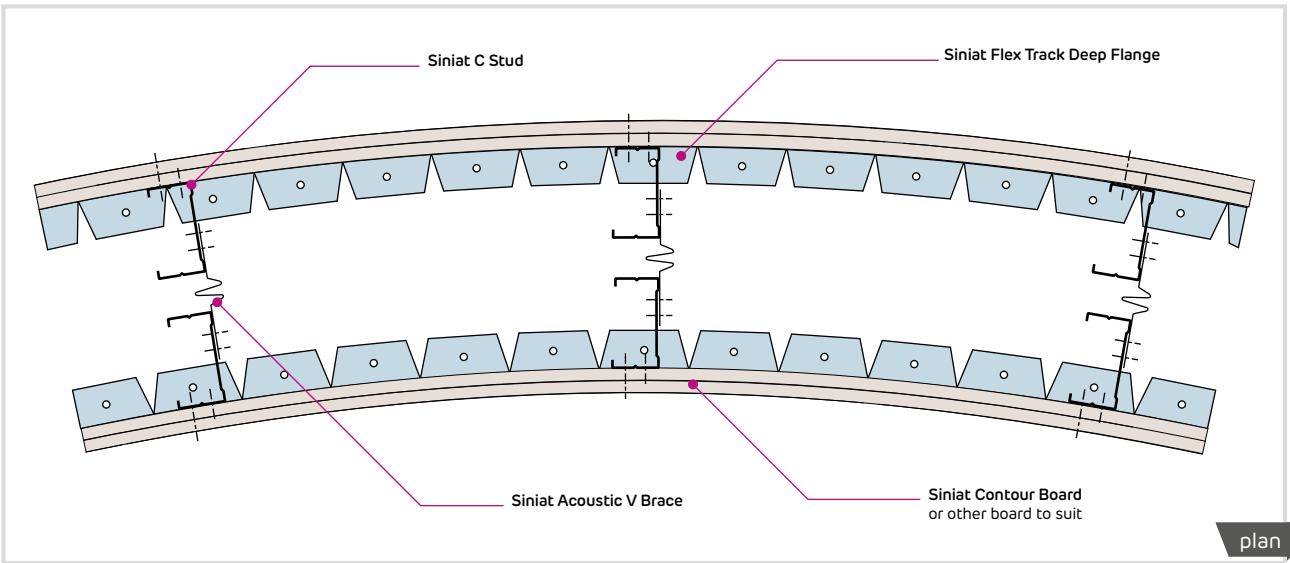 Siniat C Stud
Siniat Flex Track Deep Flange
Siniat Acoustic V Brace
Siniat Contour Board
or other board to suit
plan